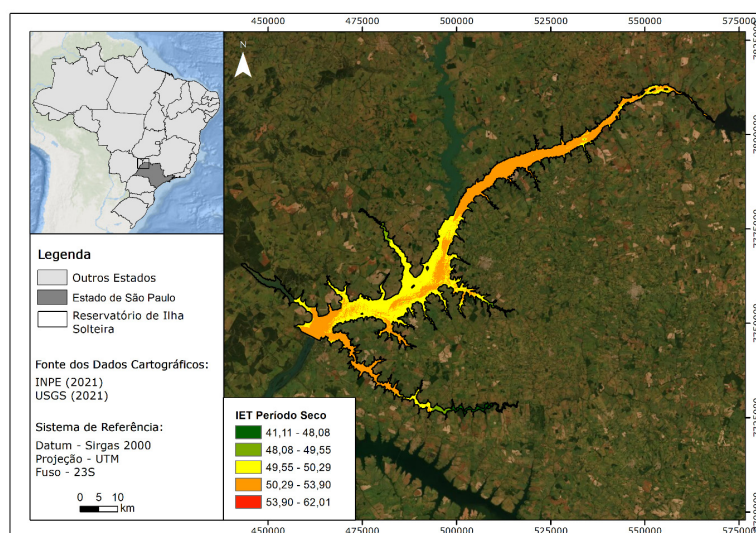 450000 475000 500000 525000 550000 575000
N
Legenda
Outros Estados
Estado de São Paulo
Reservatório de Ilha
Solteira
Fonte dos Dados Cartográficos:
INPE (2021)
USGS (2021)
Sistema de Referência:
Datum - Sirgas 2000
Projeção - UTM
Fuso - 23S
0 5 10
km
IET Período Seco
41,11 - 48,08
48,08 - 49,55
49,55 - 50,29
50,29 - 53,90
53,90 - 62,01
450000 475000 500000 525000 550000 575000